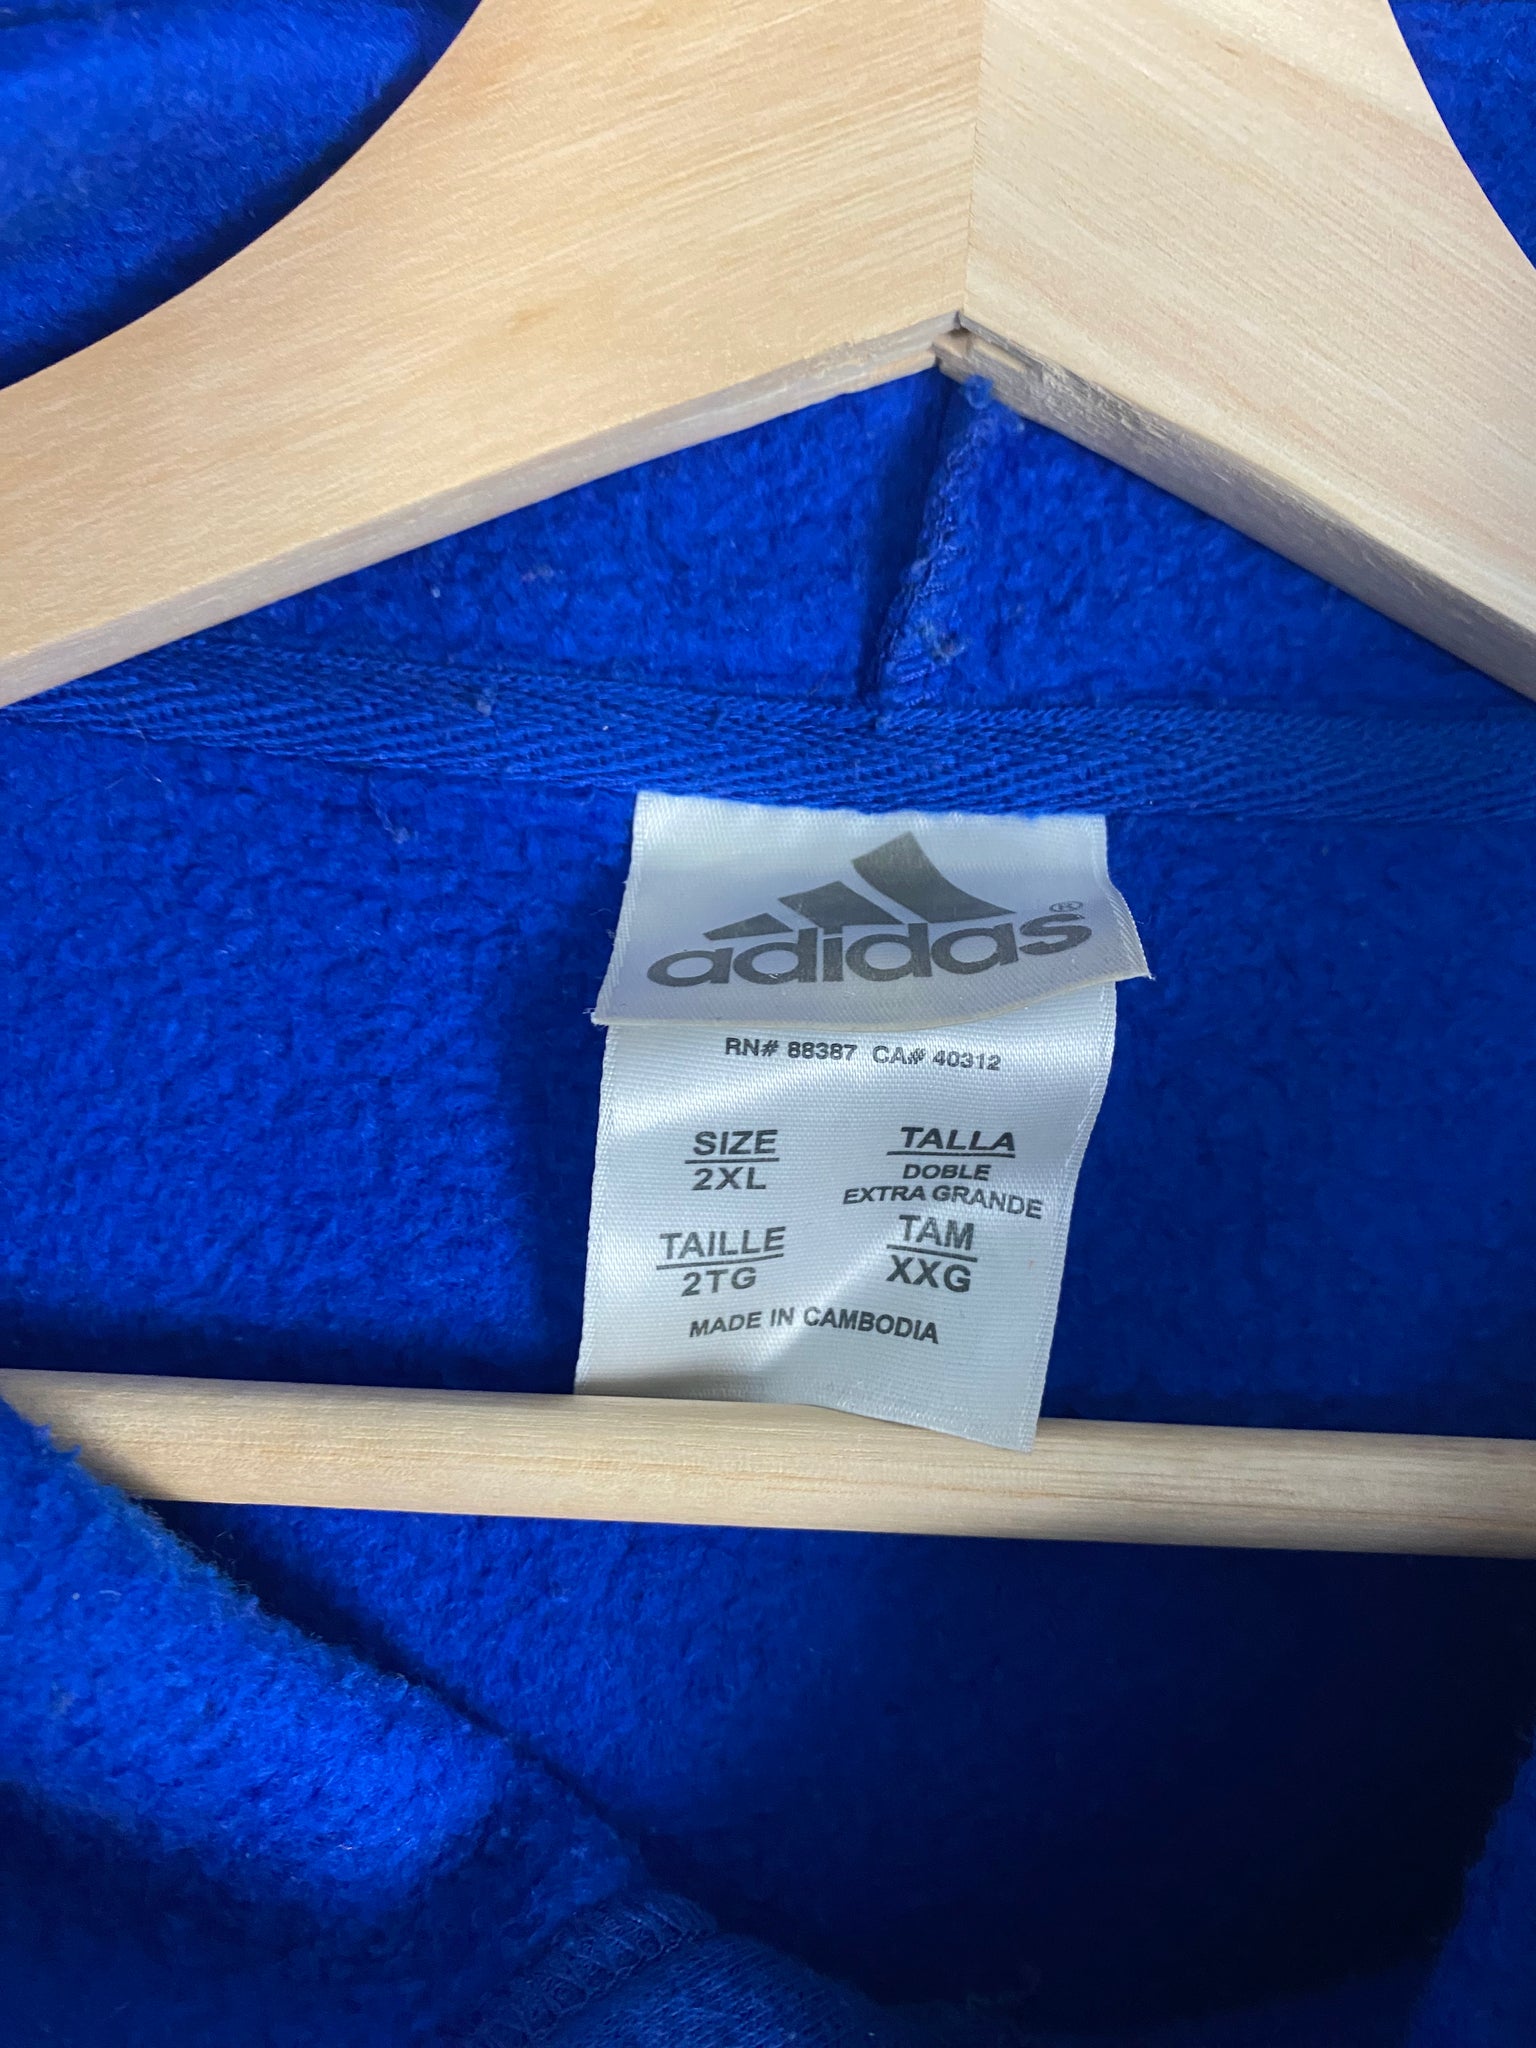 adidas®
RN# 88387 CA# 40312
SIZE
2XL
TALLA
DOBLE
EXTRA GRANDE
TAILLE
2TG
TAM
XXG
MADE IN CAMBODIA